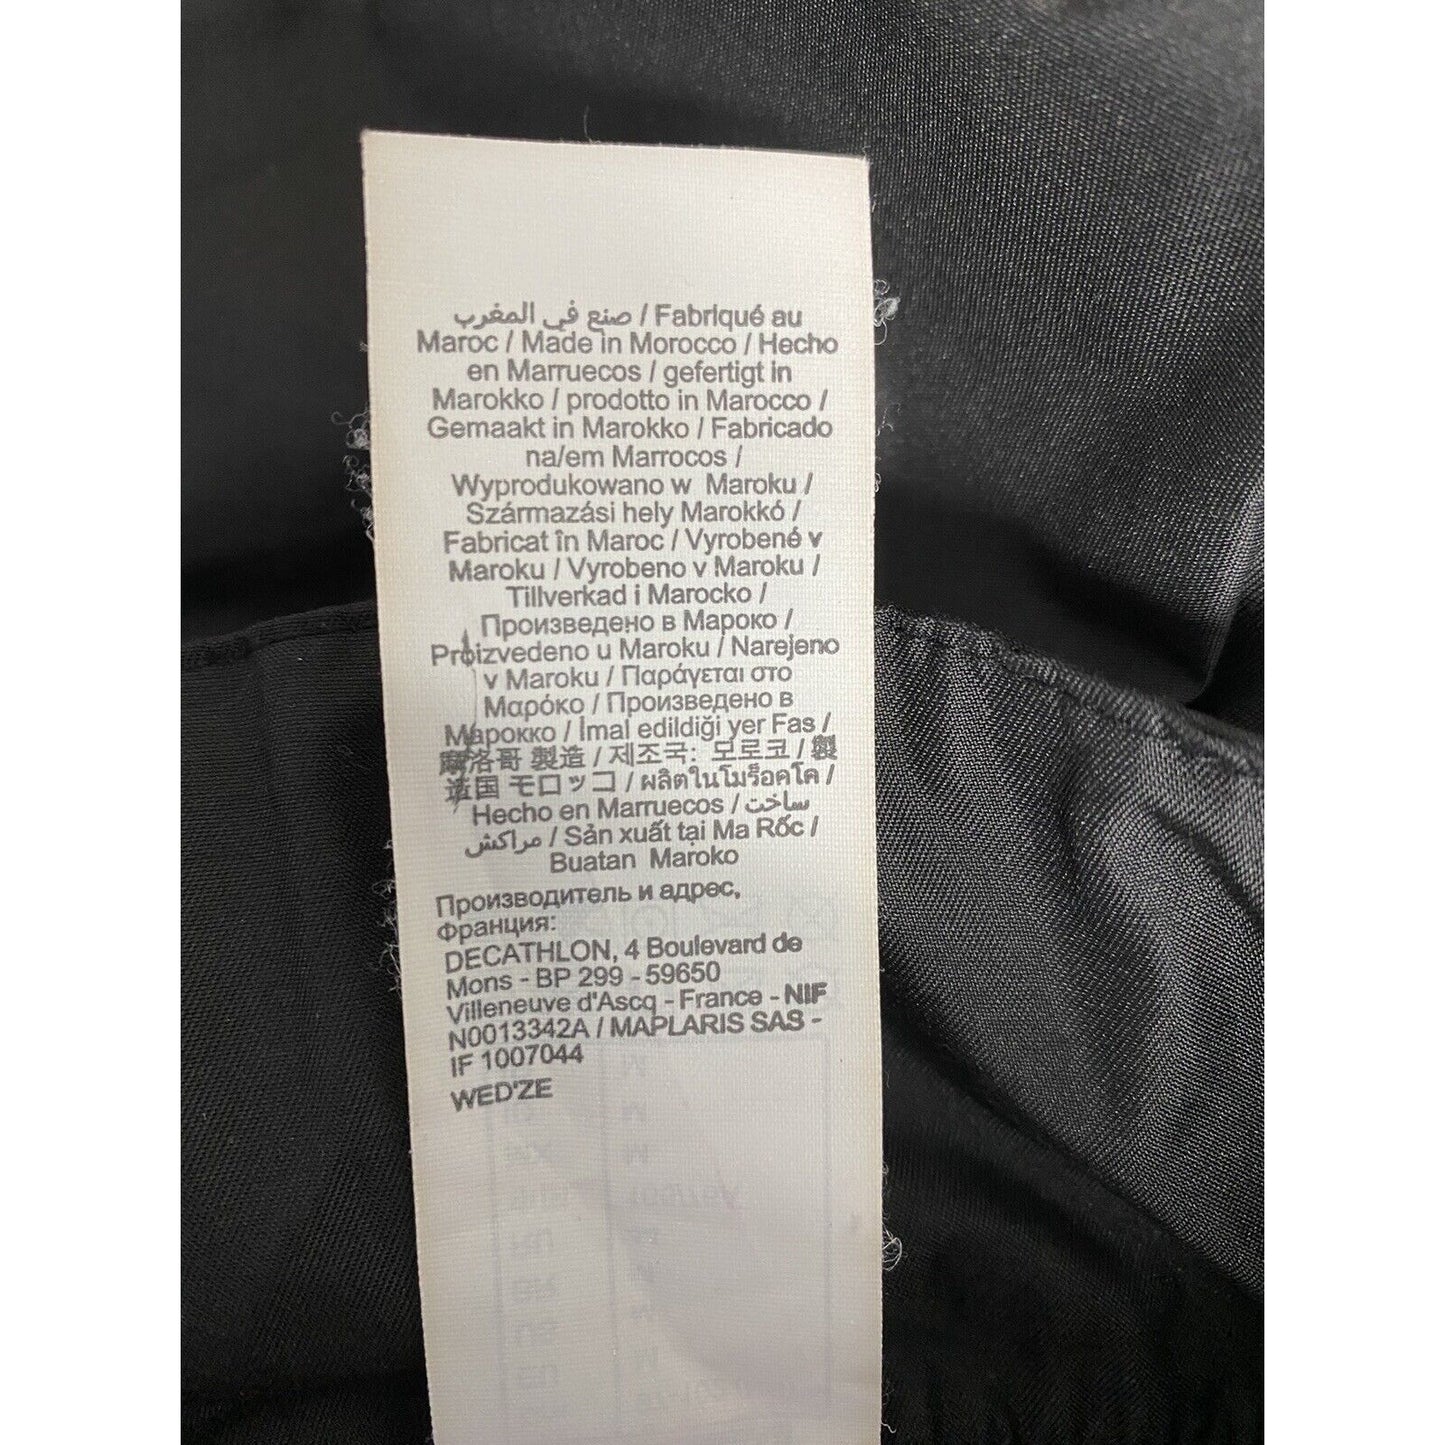 صنع في المغرب / Fabriqué au
Maroc / Made in Morocco / Hecho
en Marruecos / gefertigt in
Marokko / prodotto in Marocco /
Gemaakt in Marokko / Fabricado
na/em Marrocos /
Wyprodukowano w Maroku /
Származási hely Marokkó /
Fabricat în Maroc / Vyrobené v
Maroku / Vyrobeno v Maroku /
Tillverkad i Marocko /
Произведено в Мароко /
Proizvedeno u Maroku / Narejeno
v Maroku / Παράγεται στο
Μαρόκο / Произведено в
Марокко / İmal edildiği yer Fas /
摩洛哥 製造 / 제조국: 모로코 / 製
造国 モロッコ / ผลิตในโมร็อคโค /
Hecho en Marruecos / ساخت
مراكش / Sản xuất tại Ma Rốc /
Buatan Maroko
Производитель и адрес,
Франция:
DECATHLON, 4 Boulevard de
Mons - BP 299 - 59650
Villeneuve d'Ascq - France - NIF
N0013342A / MAPLARIS SAS -
IF 1007044
WED'ZE